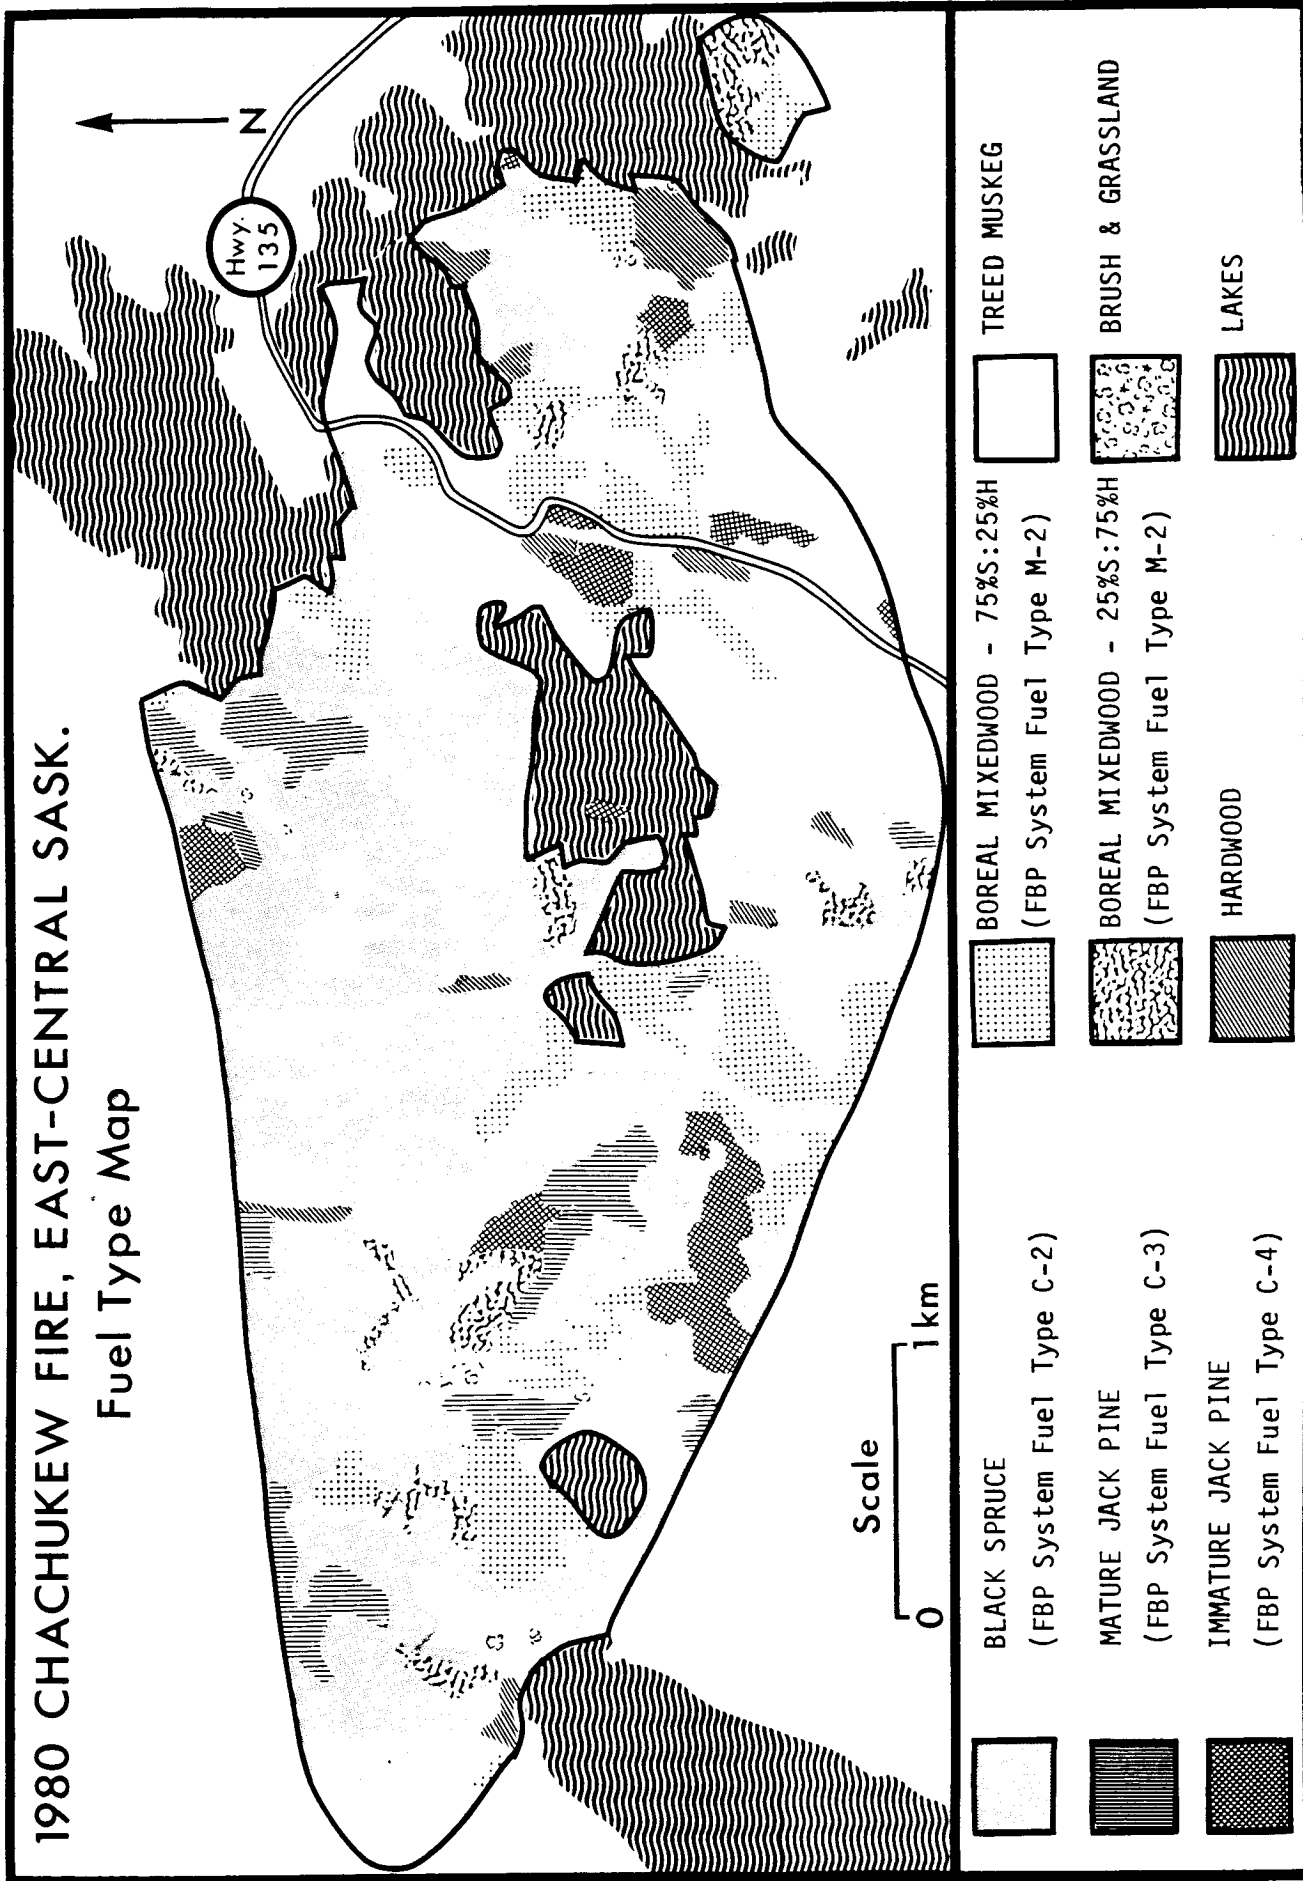 1980 CHACHUKEW FIRE, EAST-CENTRAL SASK.
Fuel Type Map
N
Hwy.
135
Scale
0
1km
BLACK SPRUCE
(FBP System Fuel Type C-2)
MATURE JACK PINE
(FBP System Fuel Type C-3)
IMMATURE JACK PINE
(FBP System Fuel Type C-4)
BOREAL MIXEDWOOD - 75%S:25%H
(FBP System Fuel Type M-2)
BOREAL MIXEDWOOD - 25%S:75%H
(FBP System Fuel Type M-2)
HARDWOOD
TREED MUSKEG
BRUSH & GRASSLAND
LAKES